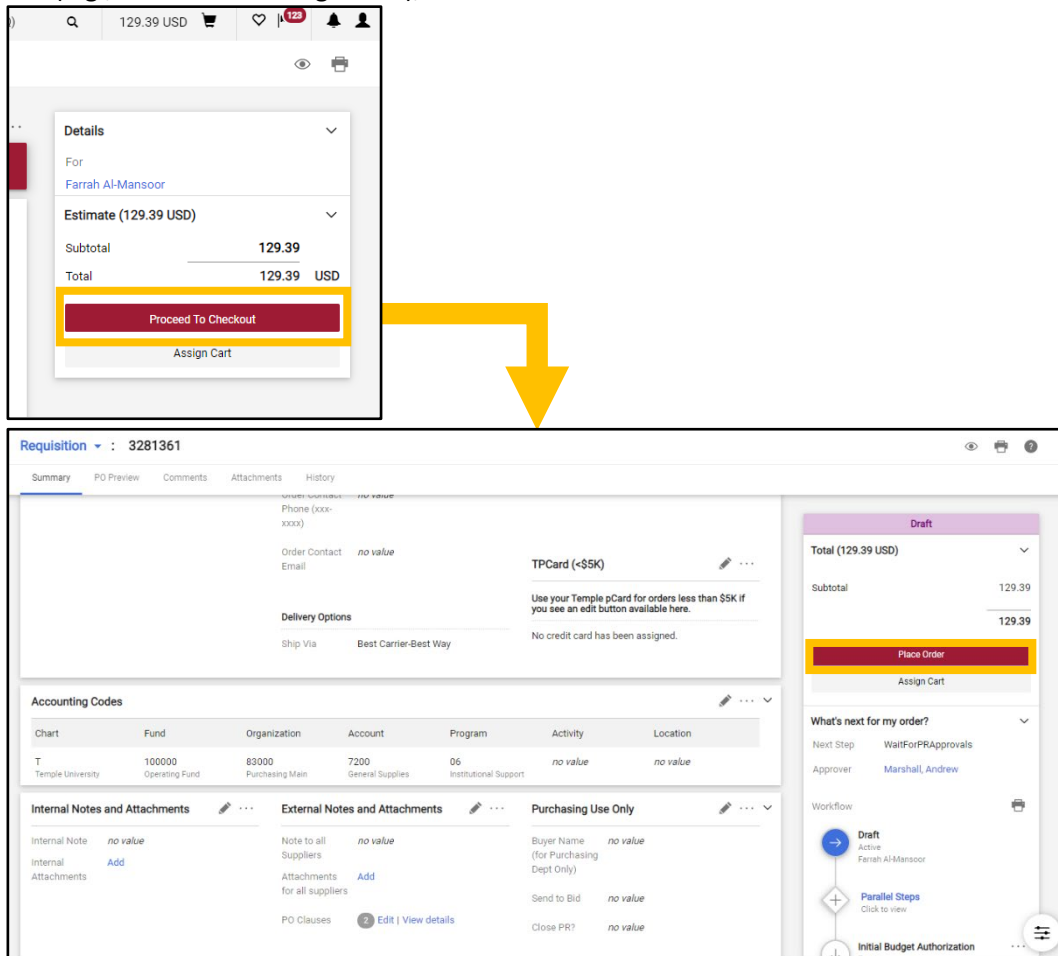 129.39 USD
123
Details
For
Farrah Al-Mansoor
Estimate (129.39 USD)
Subtotal 129.39
Total 129.39 USD
Proceed To Checkout
Assign Cart
Requisition : 3281361
Summary PO Preview Comments Attachments History
Order Contact no value
Phone (xxx-
xxxx)
Order Contact no value
Email
Delivery Options
Ship Via Best Carrier-Best Way
TPCard (<$5K)
Use your Temple pCard for orders less than $5K if
you see an edit button available here.
No credit card has been assigned.
Draft
Total (129.39 USD)
Subtotal 129.39
129.39
Place Order
Assign Cart
What's next for my order?
Next Step WaitForPRApprovals
Approver Marshall, Andrew
Workflow
Draft
Active
Farrah Al-Mansoor
Parallel Steps
Click to view
Initial Budget Authorization
Accounting Codes
Chart Fund Organization Account Program Activity Location
T 100000 83000 7200 06 no value no value
Temple University Operating Fund Purchasing Main General Supplies Institutional Support
Internal Notes and Attachments
Internal Note no value
Internal Add
Attachments
External Notes and Attachments
Note to all no value
Suppliers
Attachments Add
for all suppliers
PO Clauses 2 Edit | View details
Purchasing Use Only
Buyer Name no value
(for Purchasing
Dept Only)
Send to Bid no value
Close PR? no value